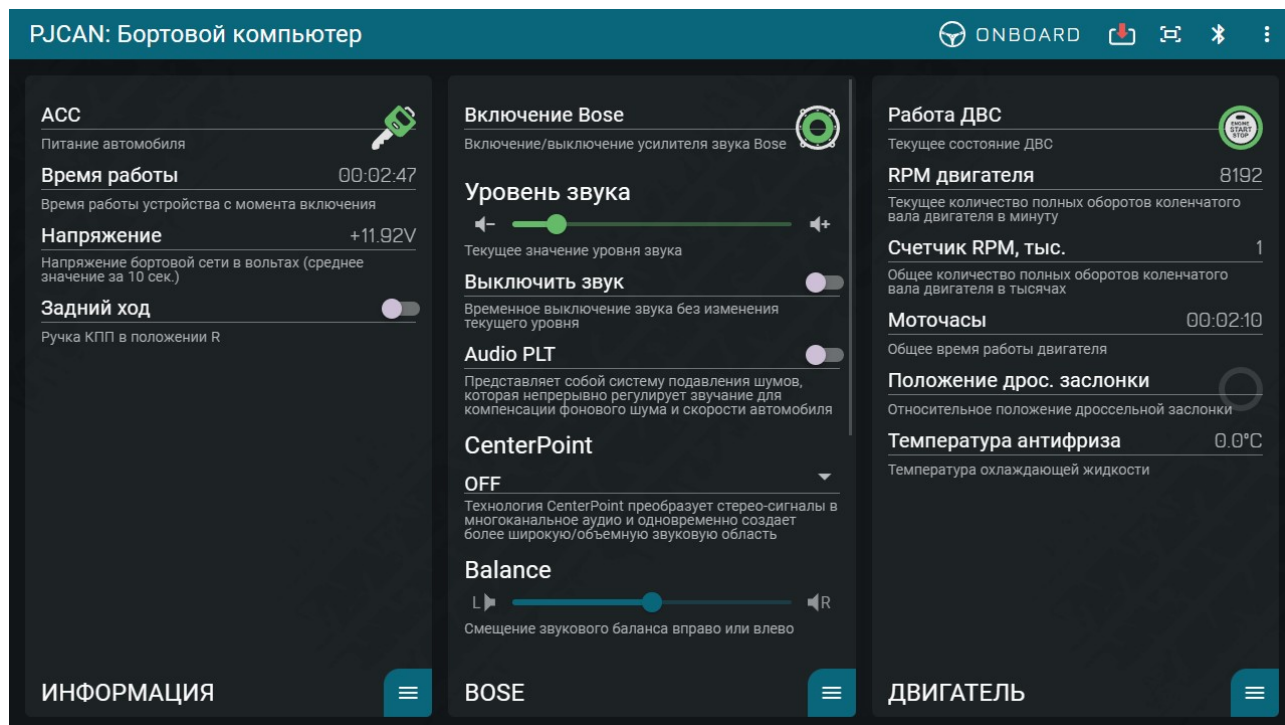 PJCAN: Бортовой компьютер
ONBOARD
ACC
Питание автомобиля
Время работы 00:02:47
Время работы устройства с момента включения
Напряжение +11.92V
Напряжение бортовой сети в вольтах (среднее
значение за 10 сек.)
Задний ход
Ручка КПП в положении R
ИНФОРМАЦИЯ
Включение Bose
Включение/выключение усилителя звука Bose
Уровень звука
Текущее значение уровня звука
Выключить звук
Временное выключение звука без изменения
текущего уровня
Audio PLT
Представляет собой систему подавления шумов,
которая непрерывно регулирует звучание для
компенсации фонового шума и скорости автомобиля
CenterPoint
OFF
Технология CenterPoint преобразует стерео-сигналы в
многоканальное аудио и одновременно создает
более широкую/объемную звуковую область
Balance
L R
Смещение звукового баланса вправо или влево
BOSE
Работа ДВС
ENGINE
START
STOP
Текущее состояние ДВС
RPM двигателя 8192
Текущее количество полных оборотов коленчатого
вала двигателя в минуту
Счетчик RPM, тыс. 1
Общее количество полных оборотов коленчатого
вала двигателя в тысячах
Моточасы 00:02:10
Общее время работы двигателя
Положение дрос. заслонки
Относительное положение дроссельной заслонки
Температура антифриза 0.0°C
Температура охлаждающей жидкости
ДВИГАТЕЛЬ